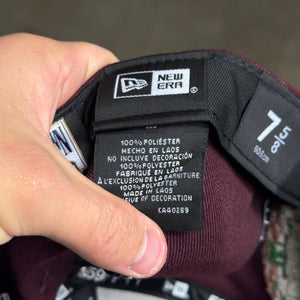 NEW
ERA
®
7 5/8
100% POLIÉSTER
HECHO EN LAOS
NO INCLUYE DECORACIÓN
100% POLYESTER
FABRIQUÉ EN LAOS
À L'EXCLUSION DE LA GARNITURE
100% POLYESTER
MADE IN LAOS
OF DECORATION
CA40289